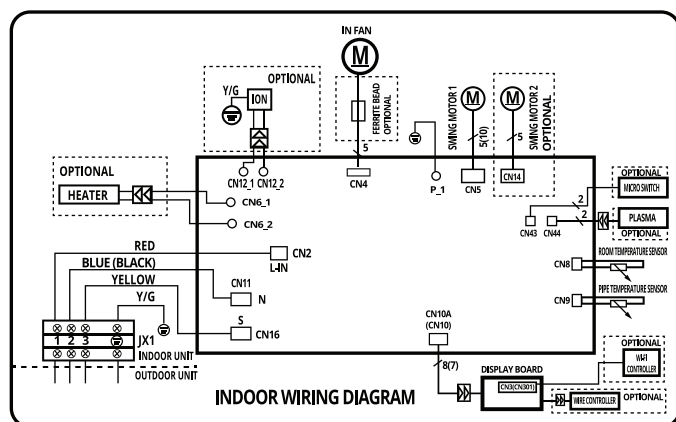 IN FAN
M
OPTIONAL
Y/G
ION
FERRITE BEAD
OPTIONAL
SWING MOTOR 1
M
SWING MOTOR 2
OPTIONAL
M
5
5(10)
5
OPTIONAL
HEATER
CN12_1
CN12_2
CN4
P_1
CN5
CN14
CN6_1
CN6_2
2
2
CN43
CN44
OPTIONAL
MICRO SWITCH
PLASMA
OPTIONAL
RED
CN2
L-IN
BLUE (BLACK)
CN11
N
YELLOW
Y/G
S
CN16
CN8
ROOM TEMPERATURE SENSOR
CN9
PIPE TEMPERATURE SENSOR
1
2
3
JX1
INDOOR UNIT
OUTDOOR UNIT
CN10A
(CN10)
8(7)
DISPLAY BOARD
CN3(CN301)
OPTIONAL
WI-FI
CONTROLLER
WIRE CONTROLLER
OPTIONAL
INDOOR WIRING DIAGRAM